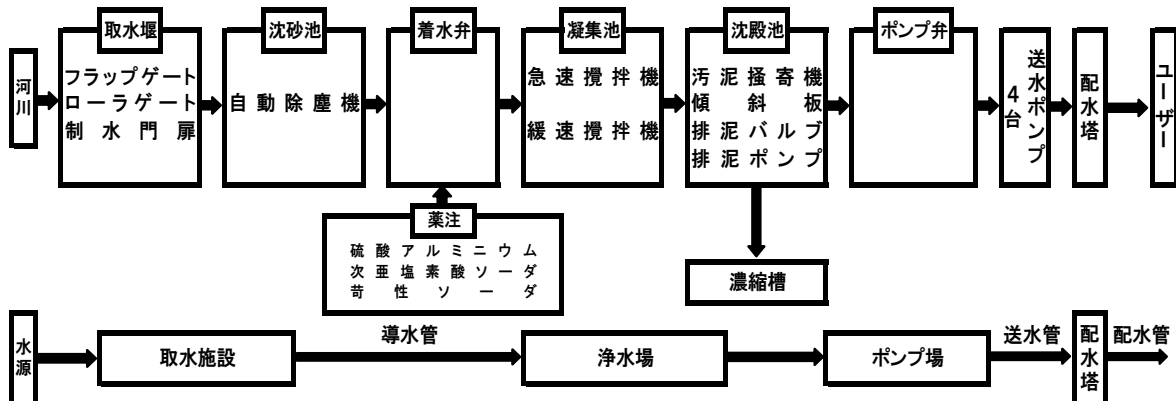 取水堰
沈砂池
着水弁
凝集池
沈殿池
ポンプ弁
河川
フラップゲート
ローラゲート
制水門扉
自動除塵機
急速攪拌機
緩速攪拌機
汚泥掻寄機
傾斜板
排泥バルブ
排泥ポンプ
送水ポンプ
4台
配水塔
ユーザー
薬注
硫酸アルミニウム
次亜塩素酸ソーダ
苛性ソーダ
濃縮槽
水源
取水施設
導水管
浄水場
ポンプ場
送水管
配水塔
配水管